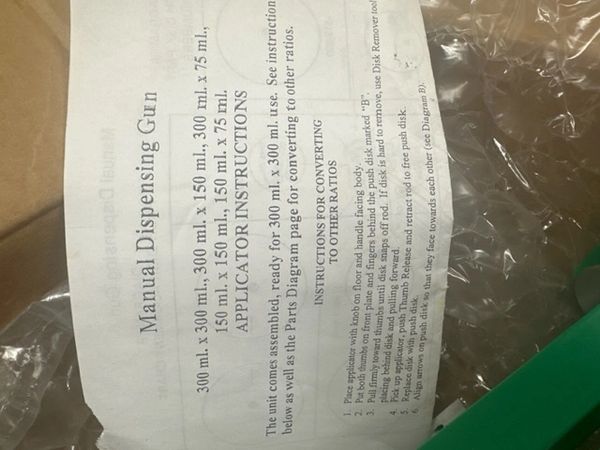 Manual Dispensing Gun
300 ml. x 300 ml., 300 ml. x 150 ml., 300 ml. x 75 ml.,
150 ml. x 150 ml., 150 ml. x 75 ml.
APPLICATOR INSTRUCTIONS
The unit comes assembled, ready for 300 ml. x 300 ml. use. See instruction
below as well as the Parts Diagram page for converting to other ratios.
INSTRUCTIONS FOR CONVERTING
TO OTHER RATIOS
1. Place applicator with knob on floor and handle facing body.
2. Put both thumbs on front plate and fingers behind the push disk marked "B".
3. Pull firmly toward thumbs until disk snaps off rod. If disk is hard to remove, use Disk Remover tool
placing behind disk and pulling forward.
4. Pick up applicator, push Thumb Release and retract rod to free push disk.
5. Replace disk with push disk.
6. Align arrows on push disk so that they face towards each other (see Diagram B).